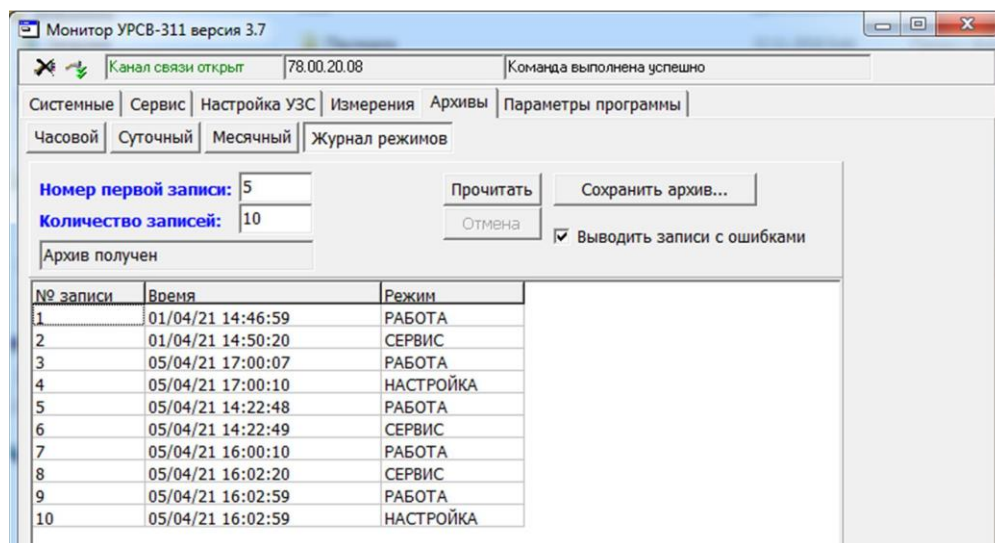 Монитор УРСВ-311 версия 3.7
Канал связи открыт 78.00.20.08 Команда выполнена успешно
Системные Сервис Настройка УЗС Измерения Архивы Параметры программы
Часовой Суточный Месячный Журнал режимов
Номер первой записи: 5 Прочитать Сохранить архив...
Количество записей: 10 Отмена Выводить записи с ошибками
Архив получен
№ записи Время Режим
1 01/04/21 14:46:59 РАБОТА
2 01/04/21 14:50:20 СЕРВИС
3 05/04/21 17:00:07 РАБОТА
4 05/04/21 17:00:10 НАСТРОЙКА
5 05/04/21 14:22:48 РАБОТА
6 05/04/21 14:22:49 СЕРВИС
7 05/04/21 16:00:10 РАБОТА
8 05/04/21 16:02:20 СЕРВИС
9 05/04/21 16:02:59 РАБОТА
10 05/04/21 16:02:59 НАСТРОЙКА